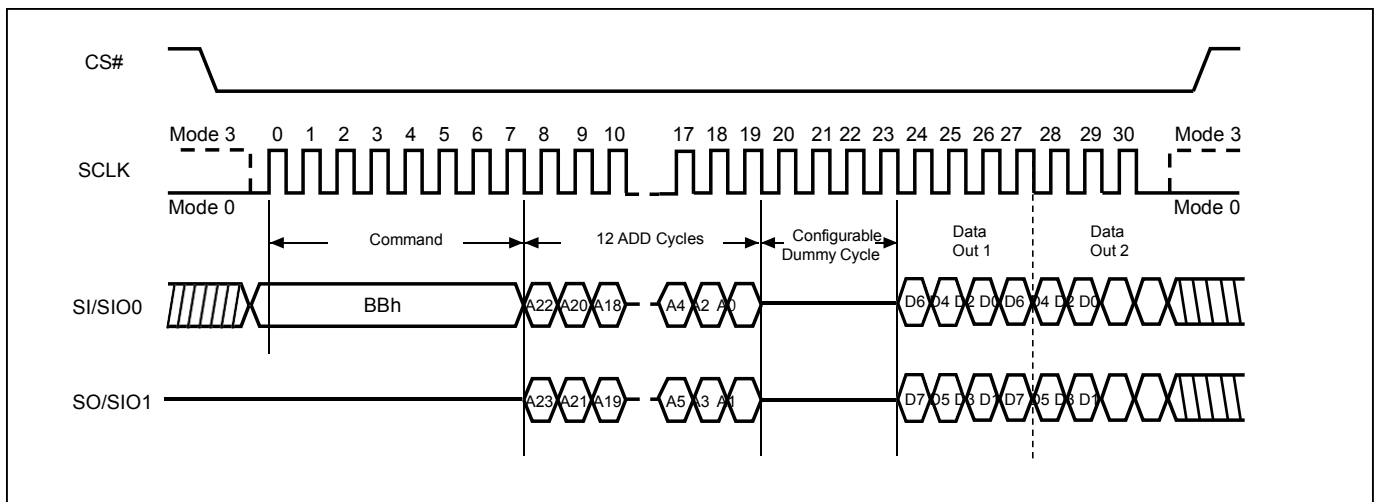 CS#
Mode 3 0 1 2 3 4 5 6 7 8 9 10 17 18 19 20 21 22 23 24 25 26 27 28 29 30 Mode 3
SCLK
Mode 0 Mode 0
Command 12 ADD Cycles Configurable Dummy Cycle Data Out 1 Data Out 2
SI/SIO0 BBh A22 A20 A18 A4 A2 A0 D6 D4 D2 D0 D6 D4 D2 D0
SO/SIO1 A23 A21 A19 A5 A3 A1 D7 D5 D3 D1 D7 D5 D3 D1